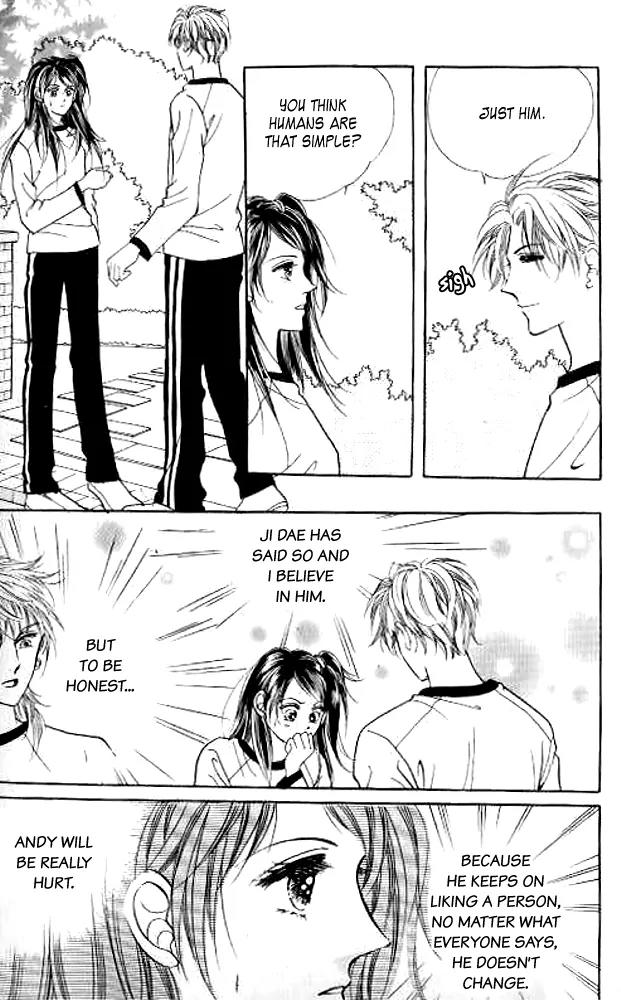 JUST HIM.
sigh
YOU THINK
HUMANS ARE
THAT SIMPLE?
JI DAE HAS
SAID SO AND
I BELIEVE
IN HIM.
BUT
TO BE
HONEST...
BECAUSE
HE KEEPS ON
LIKING A PERSON,
NO MATTER WHAT
EVERYONE SAYS,
HE DOESN'T
CHANGE.
ANDY WILL
BE REALLY
HURT.